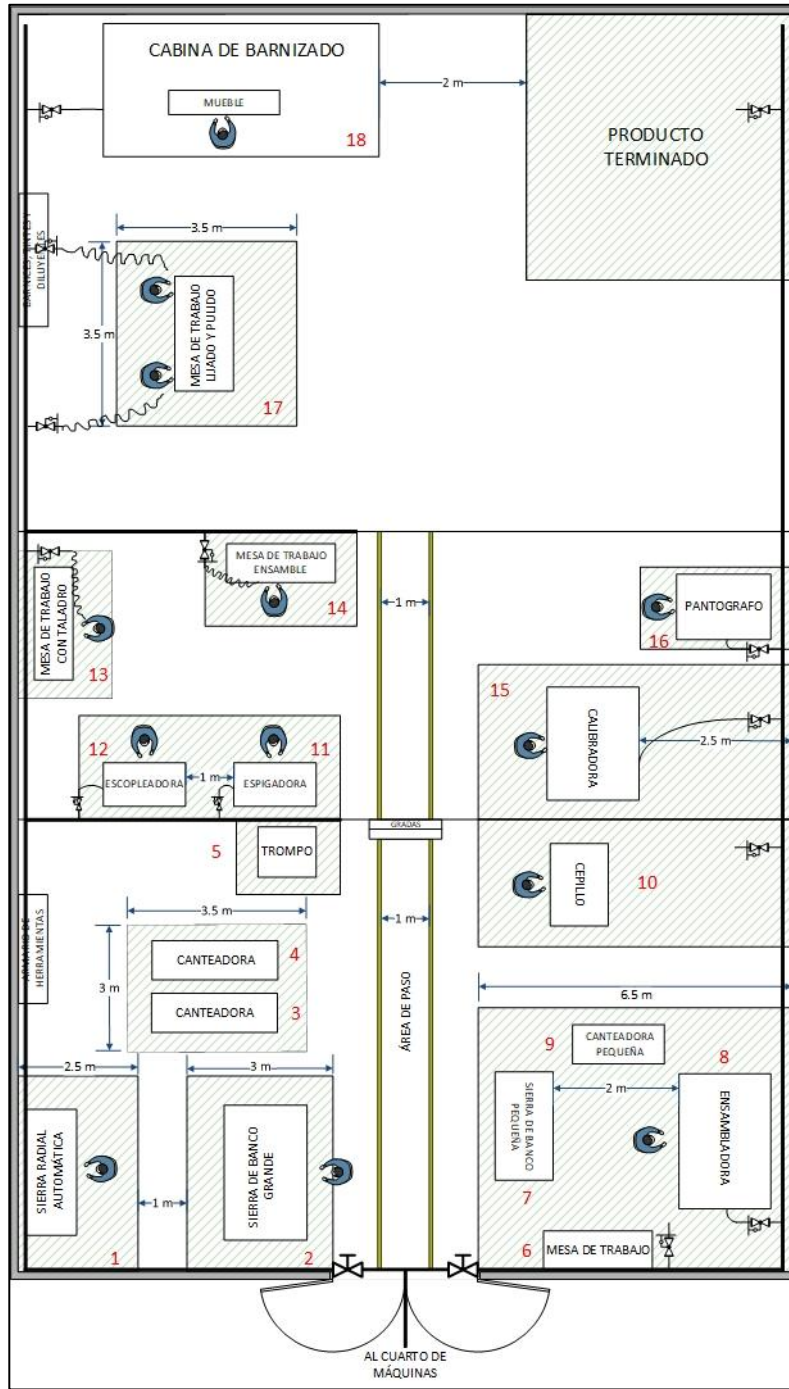 CABINA DE BARNIZADO
MUEBLE
18
2 m
PRODUCTO
TERMINADO
BARNICES, TINTES Y
DILUYENTES
3.5 m
3.5 m
MESA DE TRABAJO
LIJADO Y PULIDO
17
MESA DE TRABAJO
CON TALADRO
13
MESA DE TRABAJO
ENSAMBLE
14
1 m
PANTOGRAFO
16
15
CALIBRADORA
2.5 m
12
11
ESCOPLEADORA
1 m
ESPIGADORA
GRADAS
5
TROMPO
CEPILLO
10
ARMARIO DE
HERRAMIENTAS
3.5 m
3 m
CANTEADORA
4
CANTEADORA
3
1 m
ÁREA DE PASO
6.5 m
2.5 m
SIERRA RADIAL
AUTOMÁTICA
1
1 m
3 m
SIERRA DE BANCO
GRANDE
2
9
CANTEADORA
PEQUEÑA
8
SIERRA DE BANCO
PEQUEÑA
2 m
ENSAMBLADORA
7
6
MESA DE TRABAJO
AL CUARTO DE
MÁQUINAS